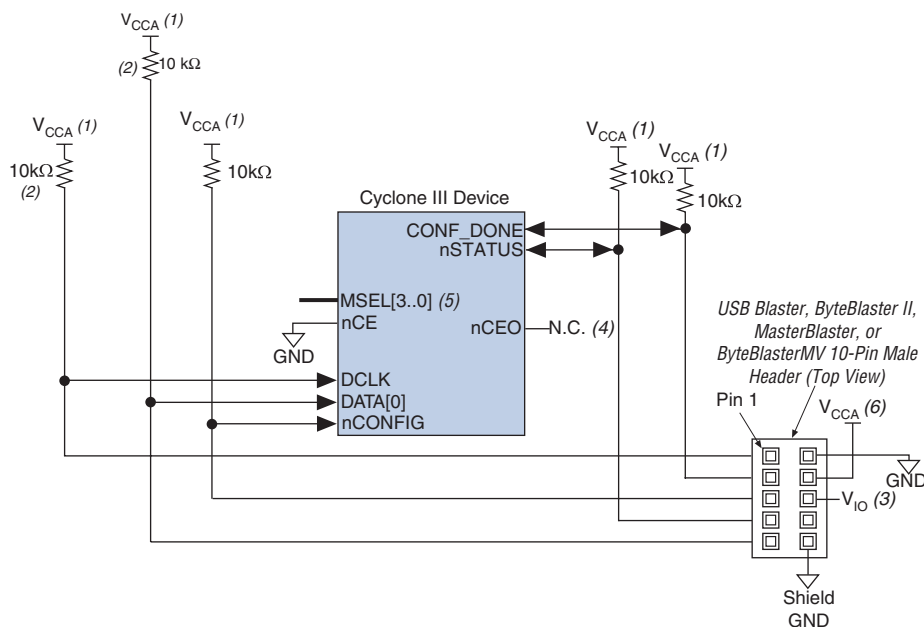 V_CCA (1)
(2) 10 kΩ
V_CCA (1)
10kΩ
(2)
V_CCA (1)
10kΩ
V_CCA (1)
10kΩ
V_CCA (1)
10kΩ
Cyclone III Device
CONF_DONE
nSTATUS
MSEL[3..0] (5)
nCE
GND
nCEO
N.C. (4)
DCLK
DATA[0]
nCONFIG
USB Blaster, ByteBlaster II,
MasterBlaster, or
ByteBlasterMV 10-Pin Male
Header (Top View)
Pin 1
V_CCA (6)
GND
V_IO (3)
Shield
GND